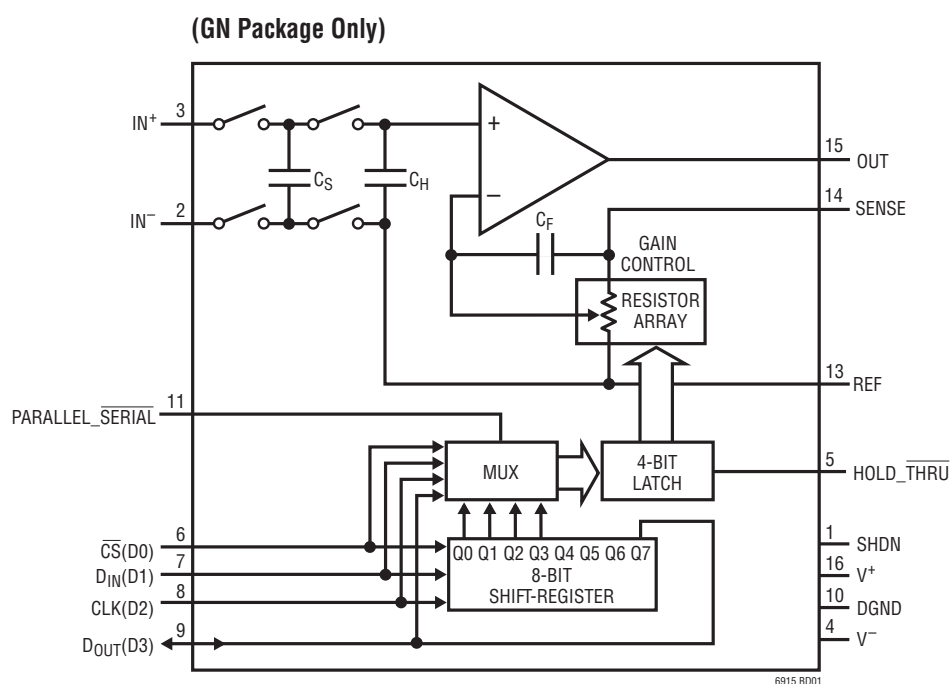 (GN Package Only)
IN+
3
+
15
OUT
CS
CH
–
14
SENSE
IN–
2
CF
GAIN
CONTROL
RESISTOR
ARRAY
13
REF
11
PARALLEL_SERIAL
MUX
4-BIT
LATCH
5
HOLD_THRU
6
CS(D0)
Q0 Q1 Q2 Q3 Q4 Q5 Q6 Q7
1
SHDN
7
DIN(D1)
8-BIT
SHIFT-REGISTER
16
V+
8
CLK(D2)
10
DGND
9
DOUT(D3)
4
V–
6915 BD01